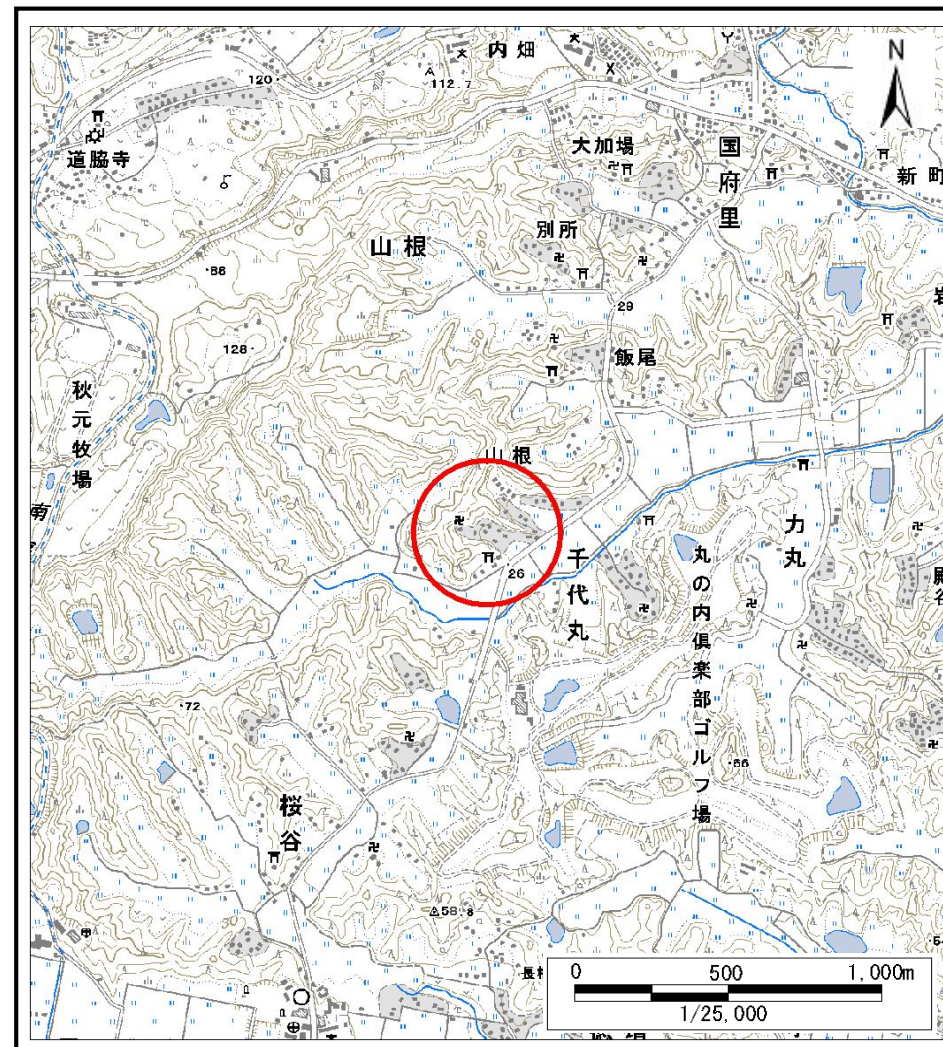 内畑
N
120
112.7
大加場
国府里
道脇寺
新町
山根
別所
86
29
128
飯尾
秋元牧場
山根
力丸
南
26
千代丸
丸の内倶楽部ゴルフ場
72
66
桜谷
58.8
0 500 1,000m
1/25,000